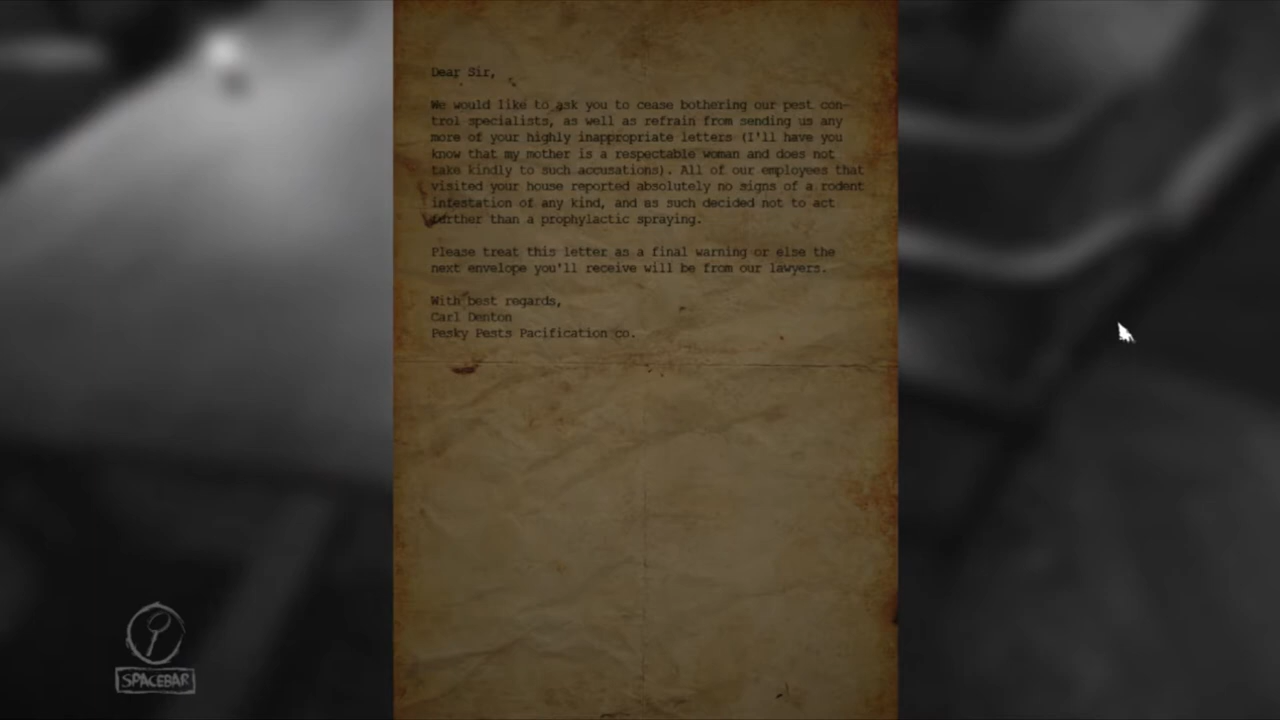 Dear Sir,
We would like to ask you to cease bothering our pest con-
trol specialists, as well as refrain from sending us any
more of your highly inappropriate letters (I'll have you
know that my mother is a respectable woman and does not
take kindly to such accusations). All of our employees that
visited your house reported absolutely no signs of a rodent
infestation of any kind, and as such decided not to act
further than a prophylactic spraying.
Please treat this letter as a final warning or else the
next envelope you'll receive will be from our lawyers.
With best regards,
Carl Denton
Pesky Pests Pacification co.
SPACEBAR